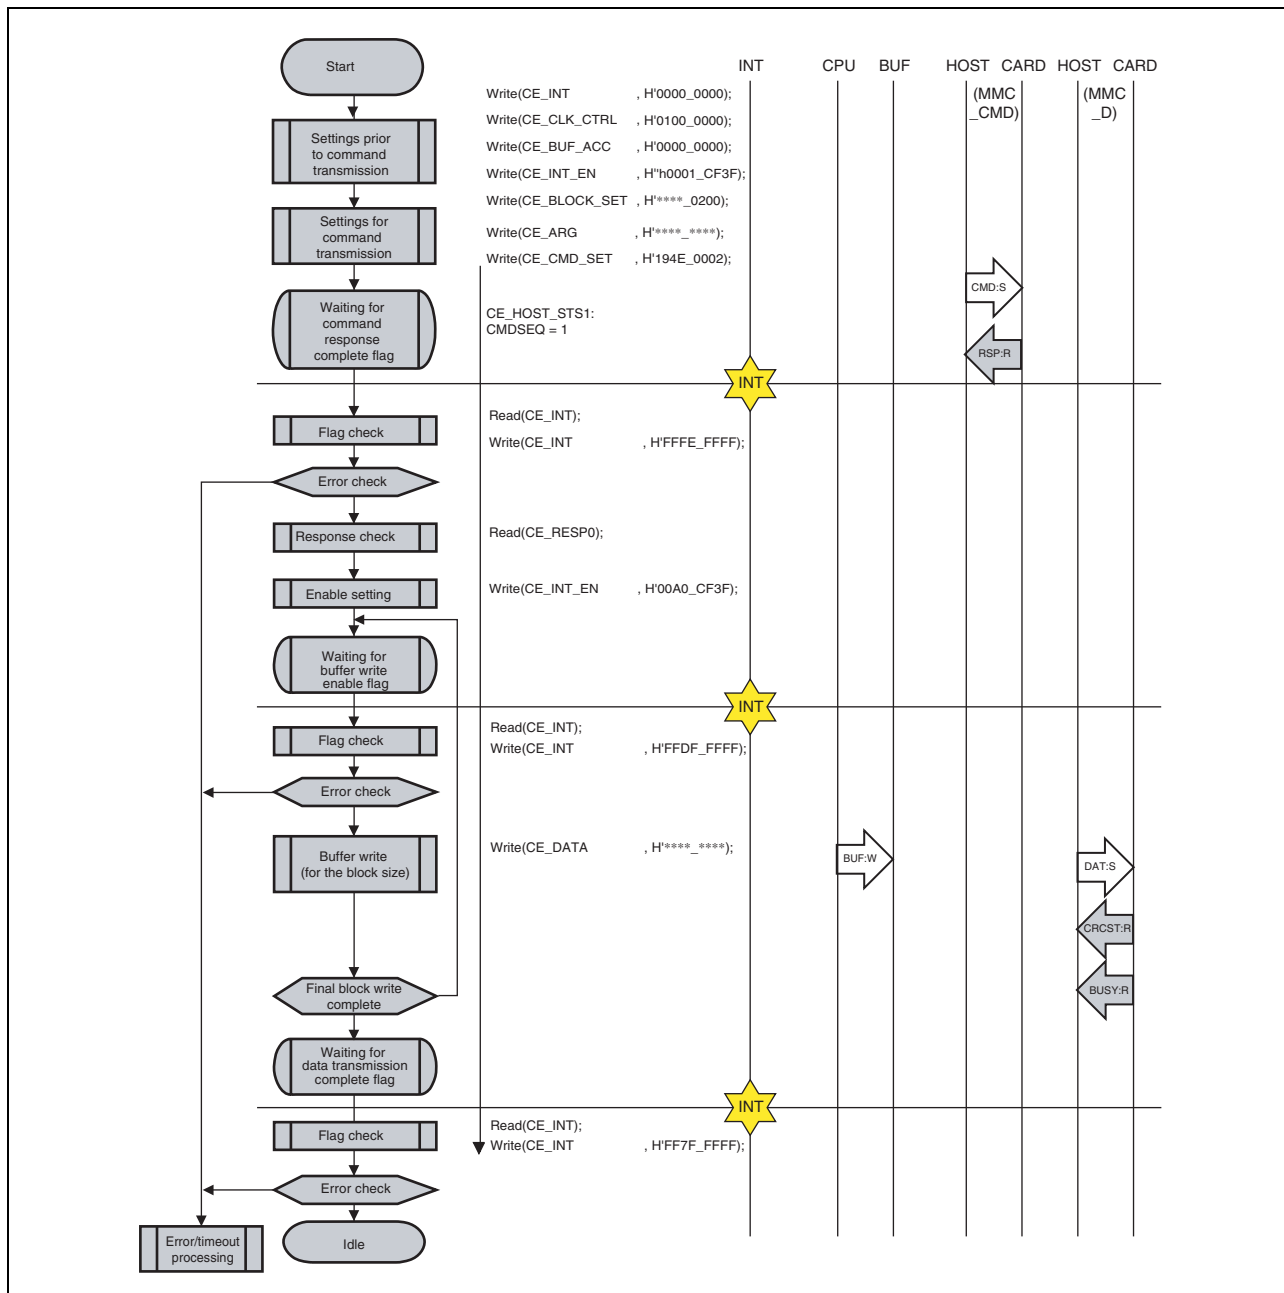 Start
INT CPU BUF HOST CARD HOST CARD
(MMC _CMD) (MMC _D)
Write(CE_INT , H'0000_0000);
Write(CE_CLK_CTRL , H'0100_0000);
Settings prior
to command
transmission
Write(CE_BUF_ACC , H'0000_0000);
Write(CE_INT_EN , H"h0001_CF3F);
Write(CE_BLOCK_SET , H'****_0200);
Settings for
command
transmission
Write(CE_ARG , H'****_****);
Write(CE_CMD_SET , H'194E_0002);
CMD:S
Waiting for
command
response
complete flag
CE_HOST_STS1:
CMDSEQ = 1
RSP:R
INT
Read(CE_INT);
Flag check
Write(CE_INT , H'FFFE_FFFF);
Error check
Response check
Read(CE_RESP0);
Enable setting
Write(CE_INT_EN , H'00A0_CF3F);
Waiting for
buffer write
enable flag
INT
Read(CE_INT);
Flag check
Write(CE_INT , H'FFDF_FFFF);
Error check
Buffer write
(for the block size)
Write(CE_DATA , H'****_****);
BUF:W
DAT:S
CRCST:R
Final block write
complete
BUSY:R
Waiting for
data transmission
complete flag
INT
Read(CE_INT);
Flag check
Write(CE_INT , H'FF7F_FFFF);
Error check
Error/timeout
processing
Idle